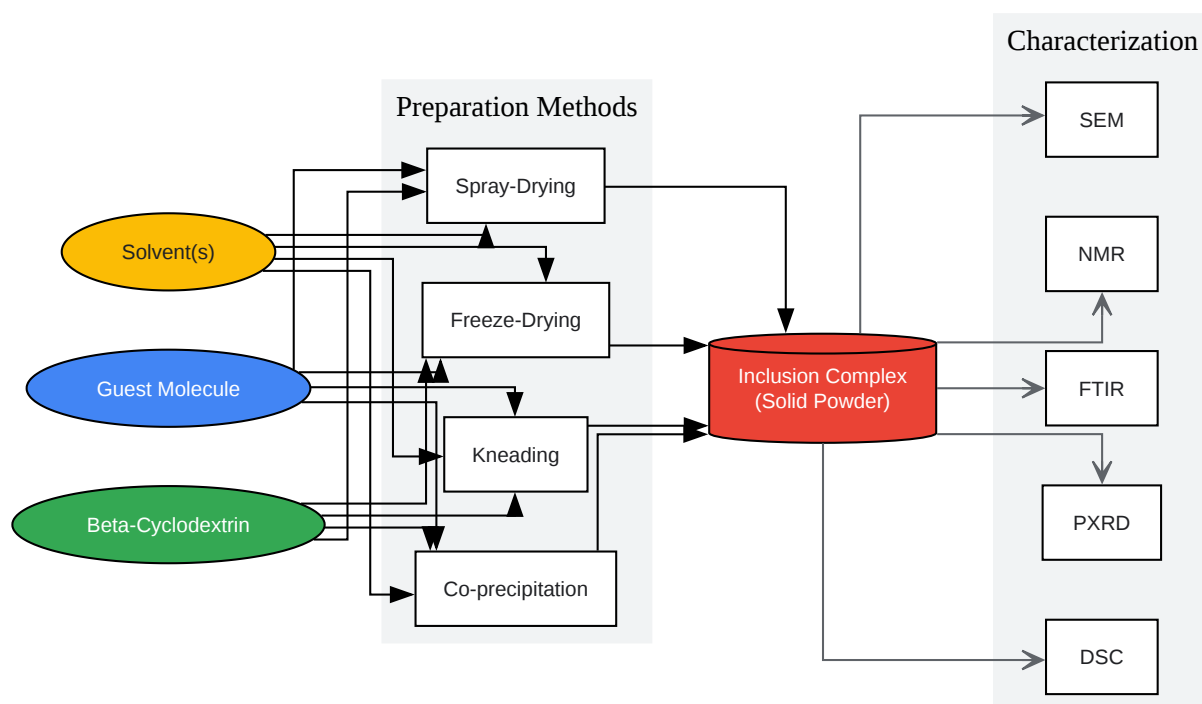 Characterization
Preparation Methods
SEM
Spray-Drying
Solvent(s)
NMR
Freeze-Drying
Guest Molecule
Inclusion Complex
(Solid Powder)
FTIR
Kneading
Beta-Cyclodextrin
PXRD
Co-precipitation
DSC